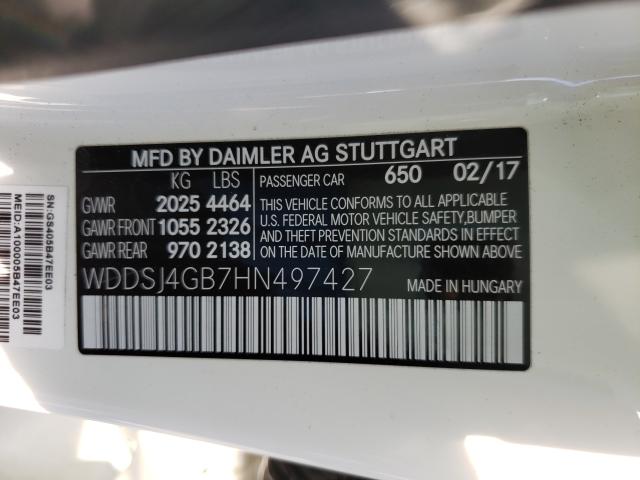 MFD BY DAIMLER AG STUTTGART
KG LBS
GVWR 2025 4464
GAWR FRONT 1055 2326
GAWR REAR 970 2138
PASSENGER CAR 650 02/17
THIS VEHICLE CONFORMS TO ALL APPLICABLE
U.S. FEDERAL MOTOR VEHICLE SAFETY,BUMPER
AND THEFT PREVENTION STANDARDS IN EFFECT
ON THE DATE OF MANUFACTURE SHOWN ABOVE
WDDSJ4GB7HN497427
MADE IN HUNGARY
SN:GS405B47EE03
MEID:A100005B47EE03